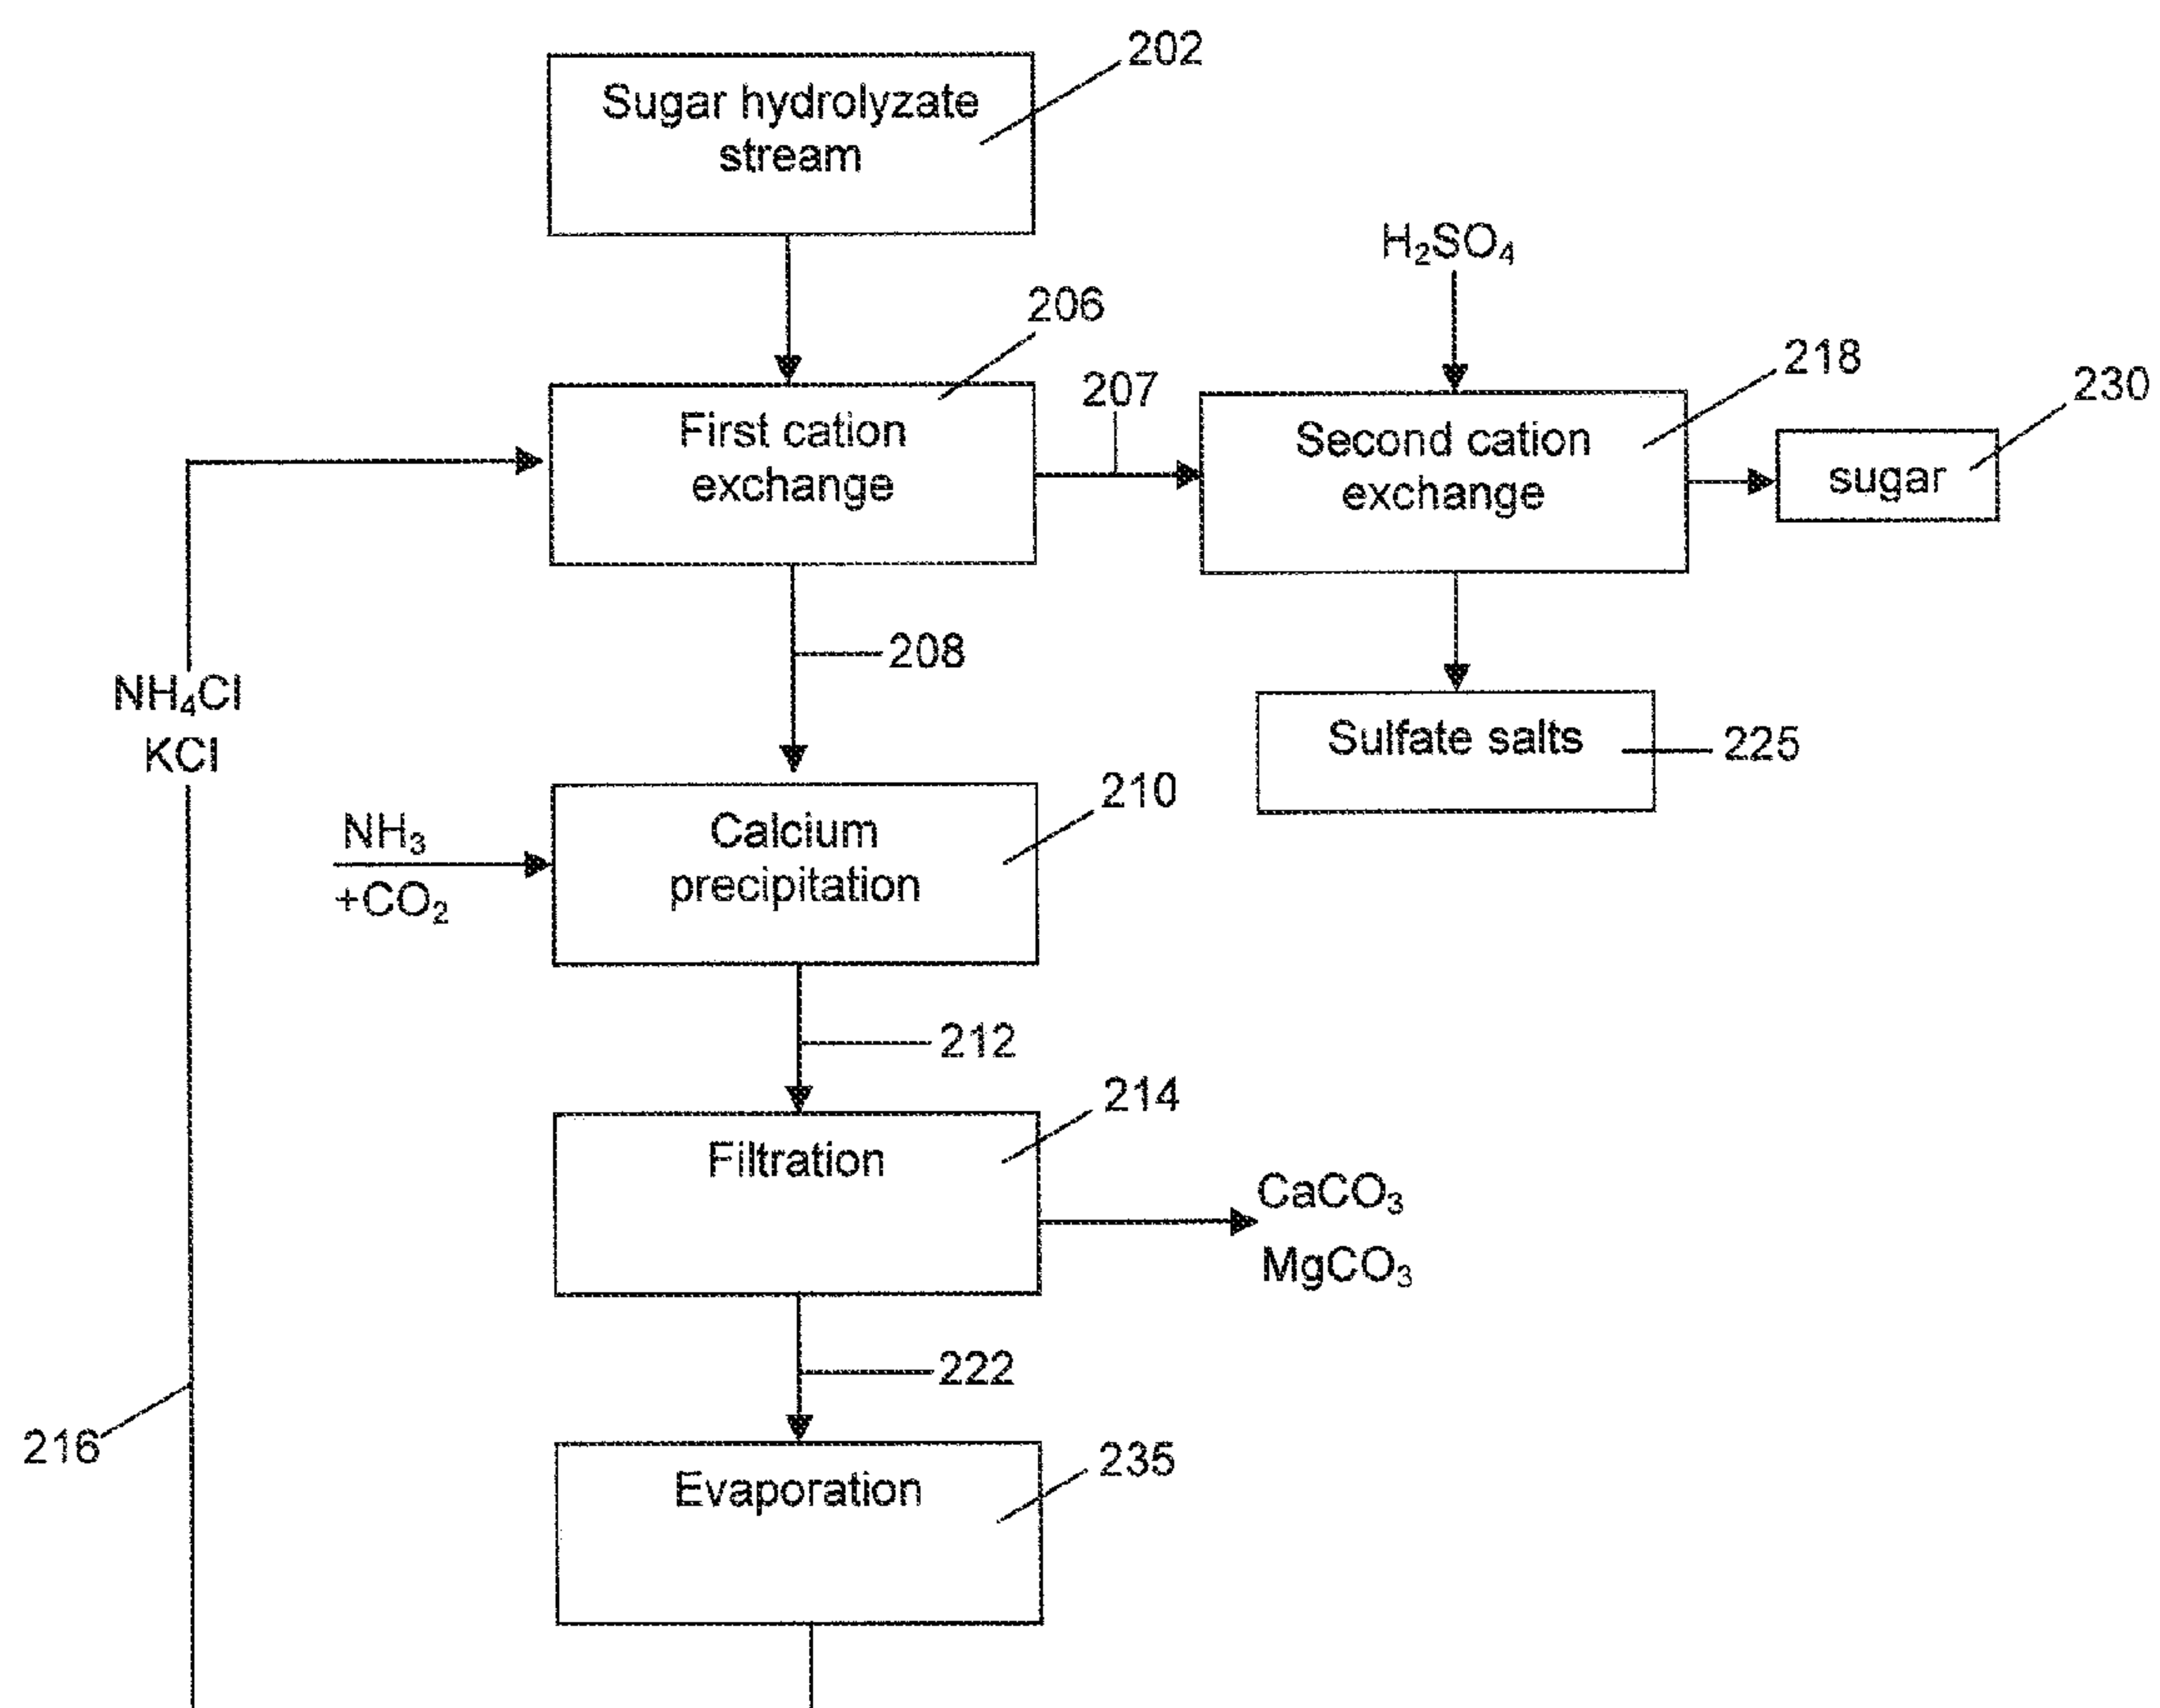 202
Sugar hydrolyzate
stream
H₂SO₄
206
218
207
230
First cation
exchange
Second cation
exchange
sugar
208
NH₄Cl
KCl
Sulfate salts
225
210
NH₃
+CO₂
Calcium
precipitation
212
214
Filtration
CaCO₃
MgCO₃
222
216
235
Evaporation